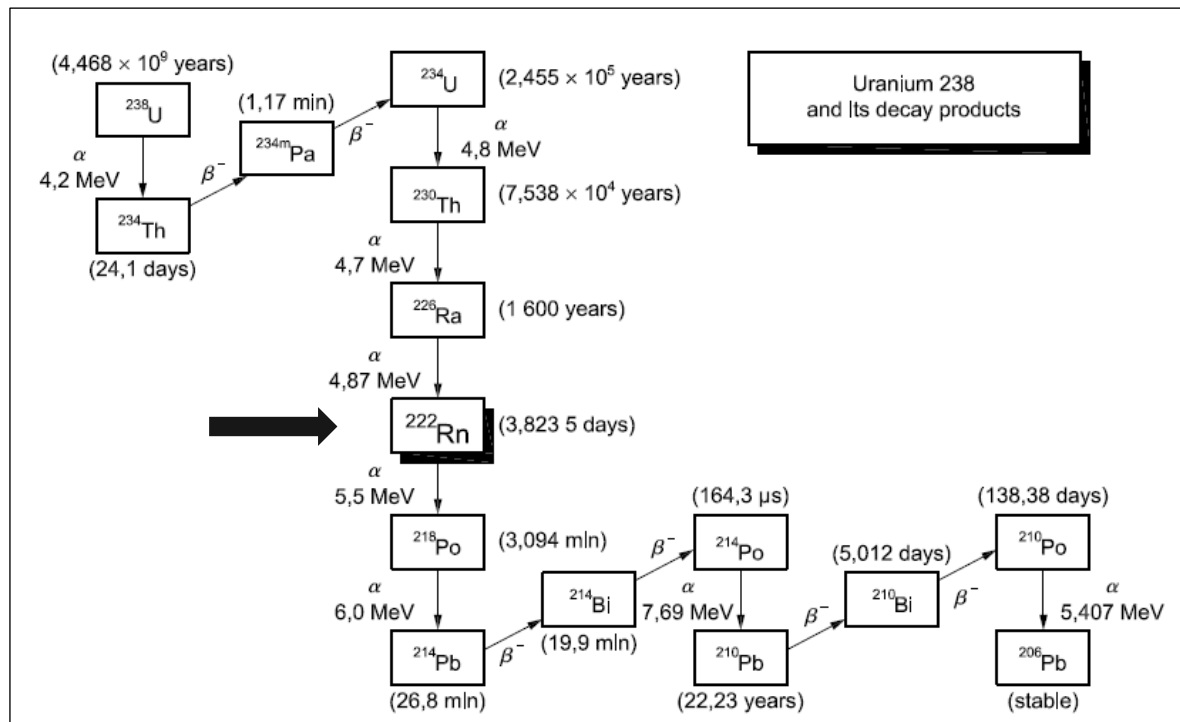 (4,468 × 10⁹ years)
²³⁸U
α
4,2 MeV
²³⁴Th
(24,1 days)
β⁻
(1,17 min)
²³⁴ᵐPa
β⁻
²³⁴U
(2,455 × 10⁵ years)
α
4,8 MeV
²³⁰Th
(7,538 × 10⁴ years)
α
4,7 MeV
²²⁶Ra
(1 600 years)
α
4,87 MeV
²²²Rn
(3,823 5 days)
α
5,5 MeV
²¹⁸Po
(3,094 mln)
α
6,0 MeV
²¹⁴Pb
(26,8 mln)
β⁻
²¹⁴Bi
(19,9 mln)
β⁻
(164,3 µs)
²¹⁴Po
α
7,69 MeV
²¹⁰Pb
(22,23 years)
β⁻
(5,012 days)
²¹⁰Bi
β⁻
(138,38 days)
²¹⁰Po
α
5,407 MeV
²⁰⁶Pb
(stable)
Uranium 238
and Its decay products